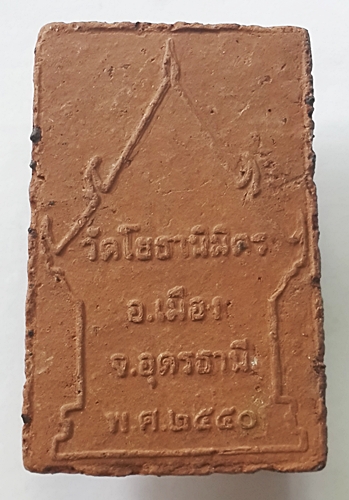 วัดโยธานิมิตร
อ.เมือง
จ.อุดรธานี
พ.ศ.๒๕๔๐